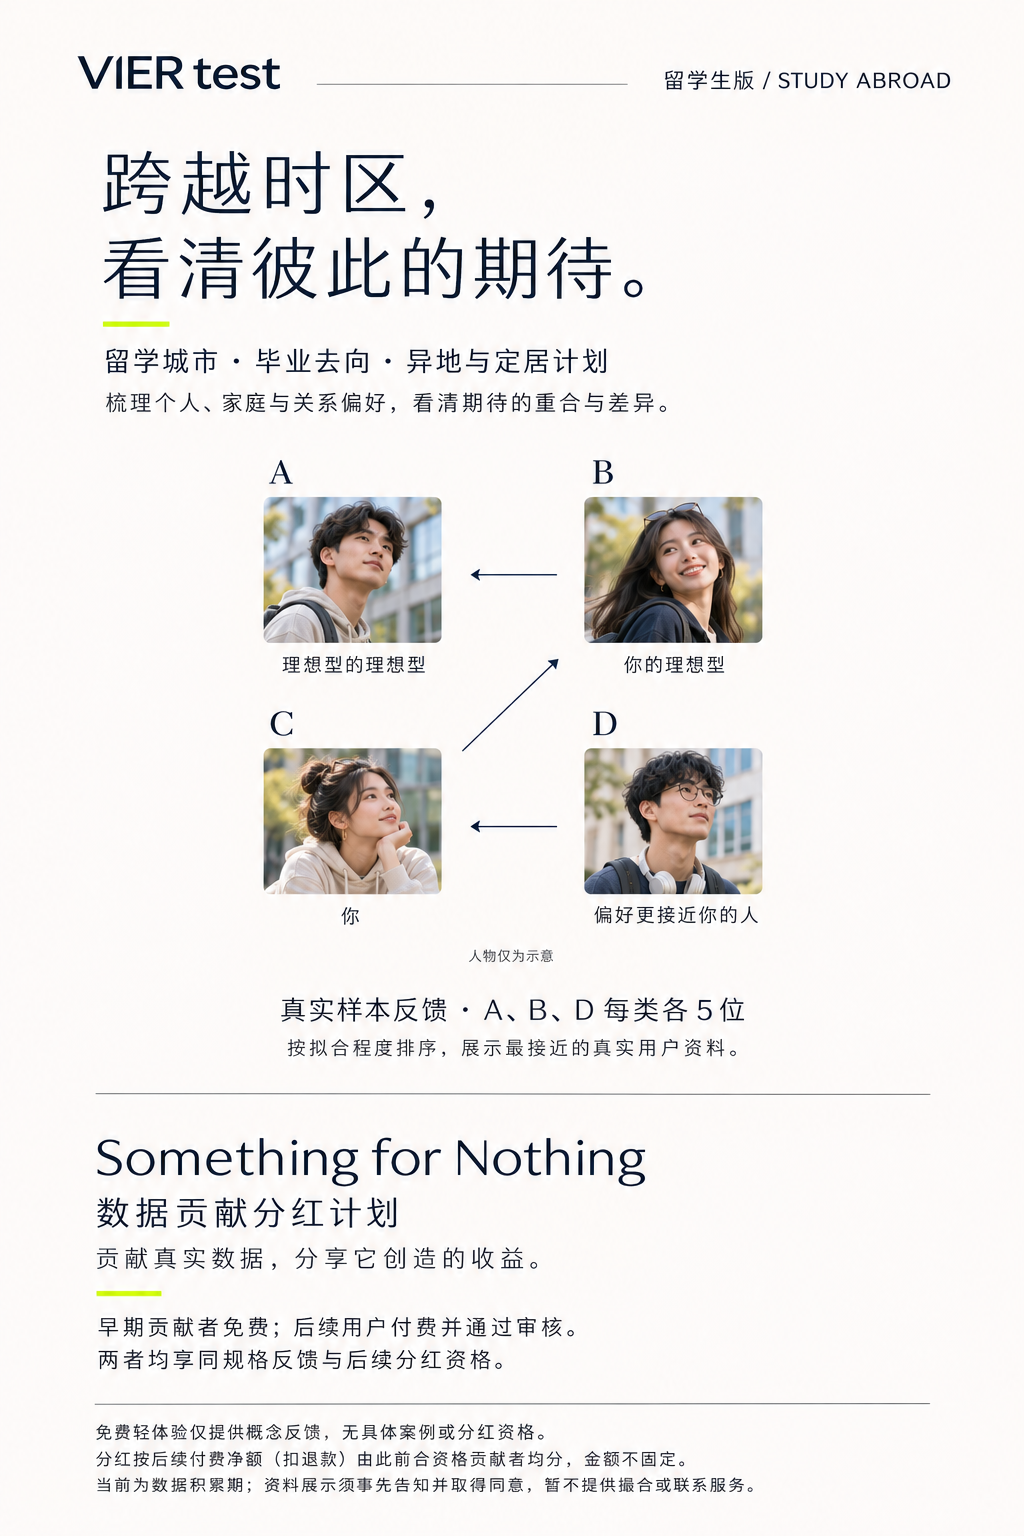 VIER test
留学生版 / STUDY ABROAD
跨越时区，
看清彼此的期待。
留学城市·毕业去向·异地与定居计划
梳理个人、家庭与关系偏好，看清期待的重合与差异。
A
B
理想型的理想型
你的理想型
C
D
你
偏好更接近你的人
人物仅为示意
真实样本反馈·A、B、D 每类各 5 位
按拟合程度排序，展示最接近的真实用户资料。
Something for Nothing
数据贡献分红计划
贡献真实数据，分享它创造的收益。
早期贡献者免费；后续用户付费并通过审核。
两者均享同规格反馈与后续分红资格。
免费轻体验仅提供概念反馈，无具体案例或分红资格。
分红按后续付费净额（扣退款）由此前合资格贡献者均分，金额不固定。
当前为数据积累期；资料展示须事先告知并取得同意，暂不提供撮合或联系服务。